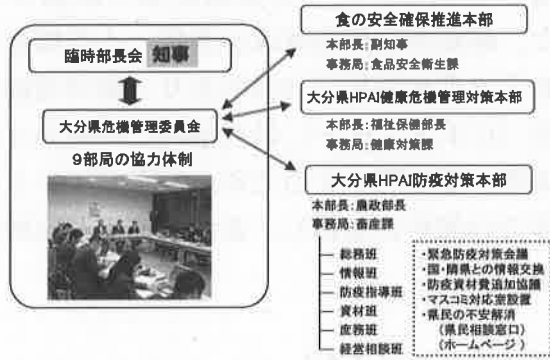 臨時部長会 知事
大分県危機管理委員会
9部局の協力体制
食の安全確保推進本部
本部長:副知事
事務局:食品安全衛生課
大分県HPAI健康危機管理対策本部
本部長:福祉保健部長
事務局:健康対策課
大分県HPAI防疫対策本部
本部長:農政部長
事務局:畜産課
総務班
情報班
防疫指導班
資材班
庶務班
経営相談班
・緊急防疫対策会議
・国・隣県との情報交換
・防疫資材費追加協議
・マスコミ対応室設置
・県民の不安解消
(県民相談窓口)
(ホームページ)